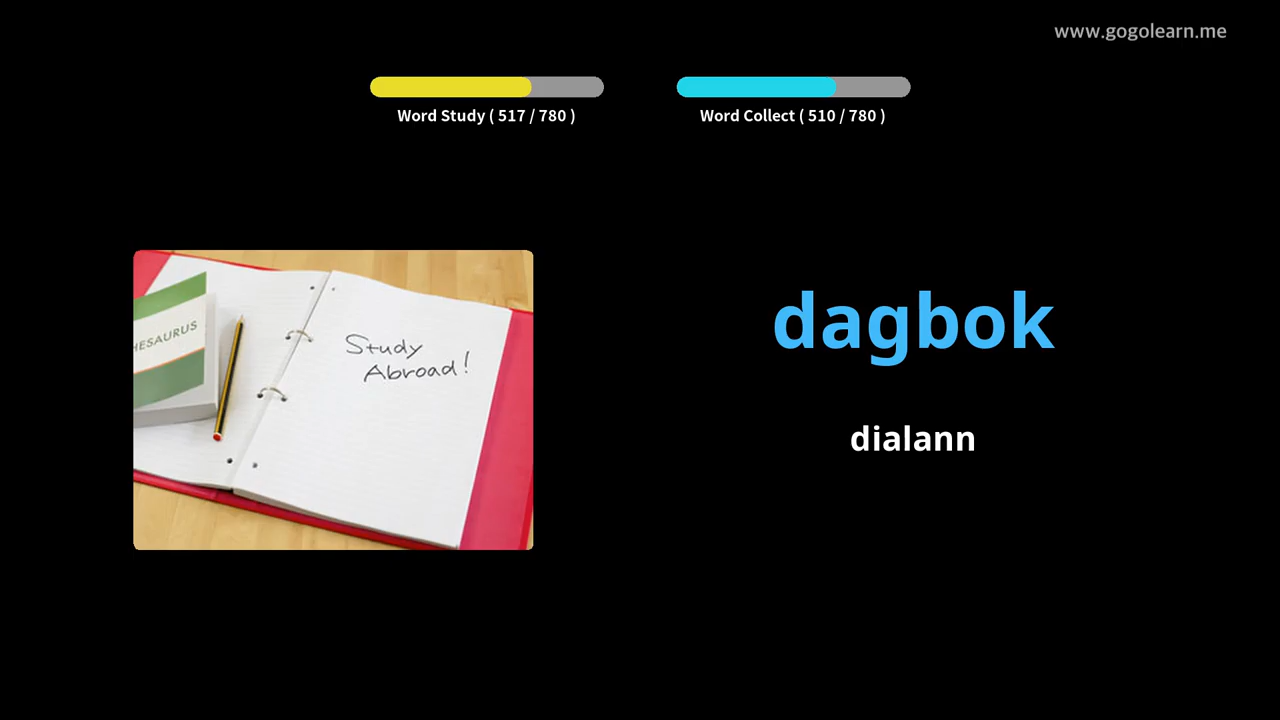 www.gogolearn.me
Word Study ( 517 / 780 )
Word Collect ( 510 / 780 )
HESAURUS
Study
Abroad!
dagbok
dialann